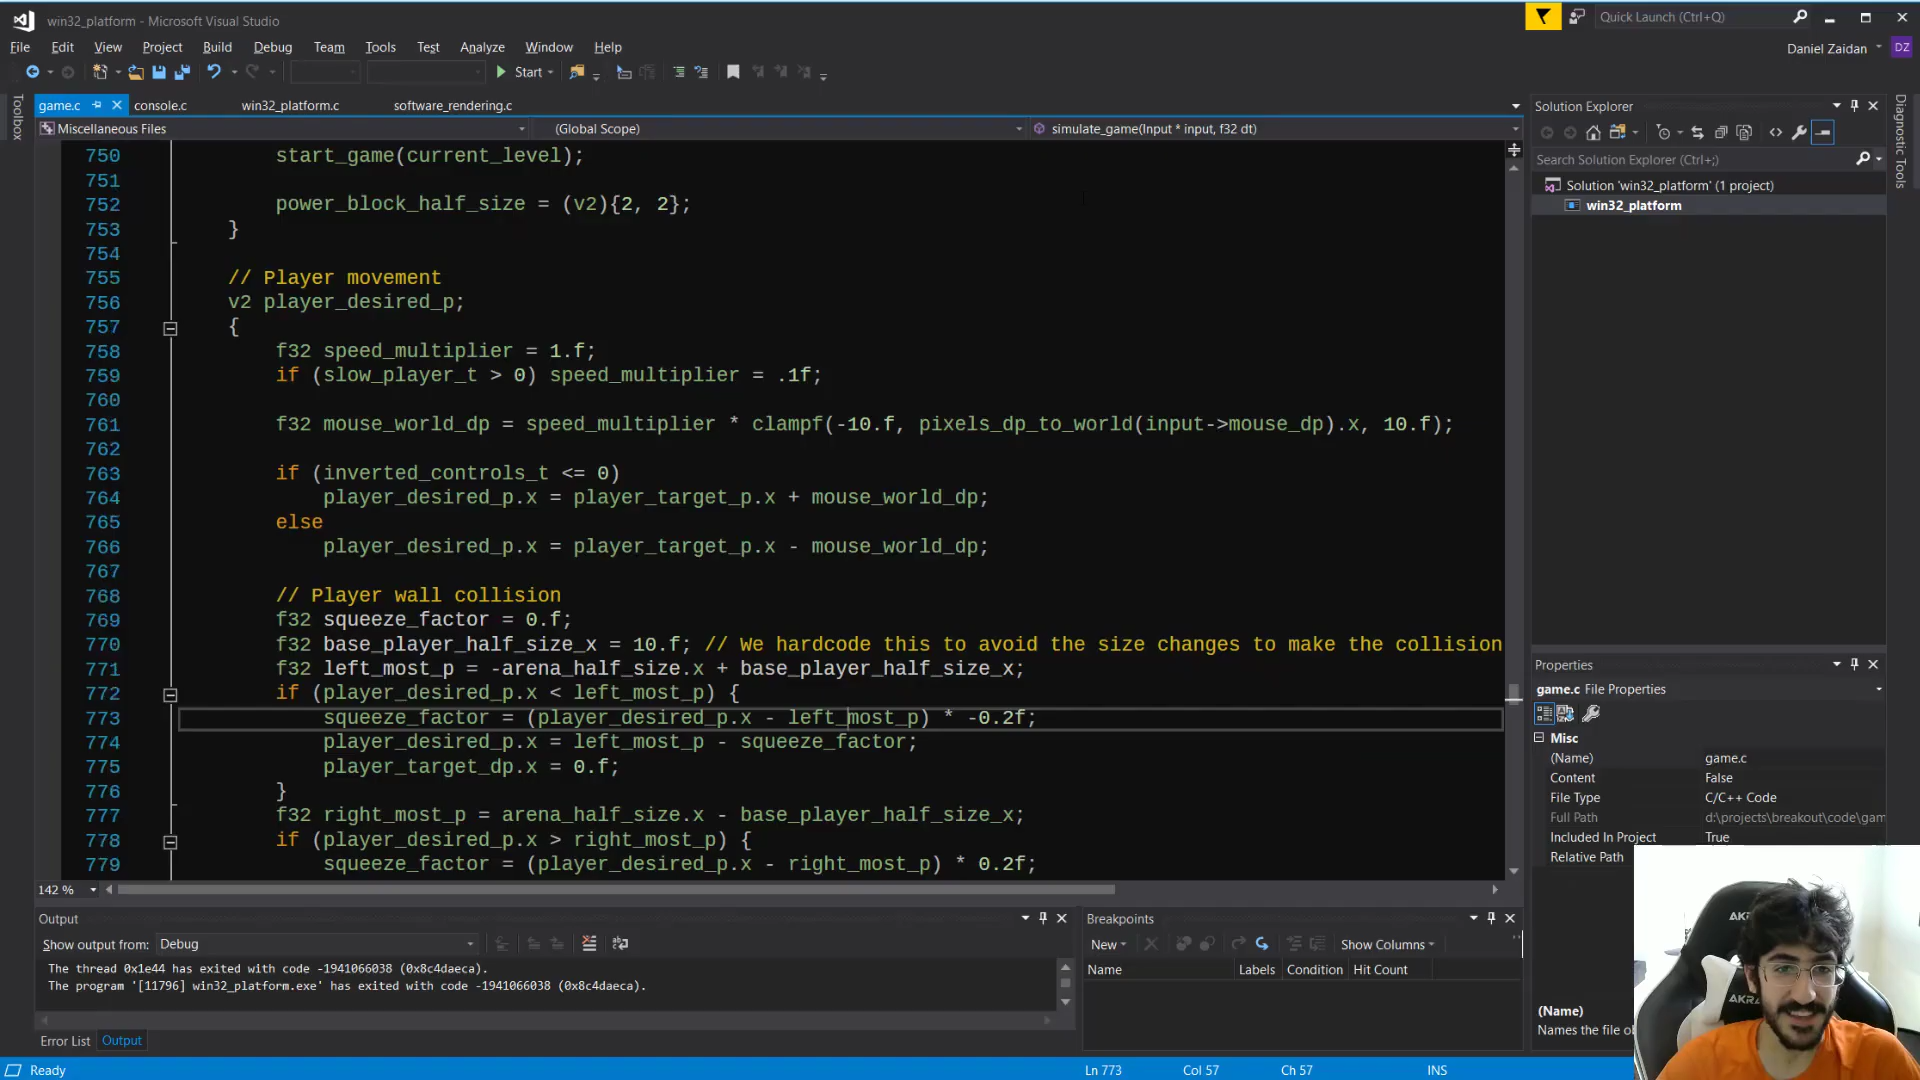 win32_platform - Microsoft Visual Studio
Quick Launch (Ctrl+Q)
File Edit View Project Build Debug Team Tools Test Analyze Window Help
Daniel Zaidan DZ
Start
Toolbox
game.c console.c win32_platform.c software_rendering.c
Miscellaneous Files (Global Scope) simulate_game(Input * input, f32 dt)
750 start_game(current_level);
751
752 power_block_half_size = (v2){2, 2};
753 }
754
755 // Player movement
756 v2 player_desired_p;
757 {
758 f32 speed_multiplier = 1.f;
759 if (slow_player_t > 0) speed_multiplier = .1f;
760
761 f32 mouse_world_dp = speed_multiplier * clampf(-10.f, pixels_dp_to_world(input->mouse_dp).x, 10.f);
762
763 if (inverted_controls_t <= 0)
764 player_desired_p.x = player_target_p.x + mouse_world_dp;
765 else
766 player_desired_p.x = player_target_p.x - mouse_world_dp;
767
768 // Player wall collision
769 f32 squeeze_factor = 0.f;
770 f32 base_player_half_size_x = 10.f; // We hardcode this to avoid the size changes to make the collision
771 f32 left_most_p = -arena_half_size.x + base_player_half_size_x;
772 if (player_desired_p.x < left_most_p) {
773 squeeze_factor = (player_desired_p.x - left_most_p) * -0.2f;
774 player_desired_p.x = left_most_p - squeeze_factor;
775 player_target_dp.x = 0.f;
776 }
777 f32 right_most_p = arena_half_size.x - base_player_half_size_x;
778 if (player_desired_p.x > right_most_p) {
779 squeeze_factor = (player_desired_p.x - right_most_p) * 0.2f;
142 %
Solution Explorer
Search Solution Explorer (Ctrl+;)
Solution 'win32_platform' (1 project)
win32_platform
Diagnostic Tools
Properties
game.c File Properties
Misc
(Name) game.c
Content False
File Type C/C++ Code
Full Path d:\projects\breakout\code\gam
Included In Project True
Relative Path
(Name)
Names the file
Output
Show output from: Debug
The thread 0x1e44 has exited with code -1941066038 (0x8c4daeca).
The program '[11796] win32_platform.exe' has exited with code -1941066038 (0x8c4daeca).
Error List Output
Breakpoints
New Show Columns
Name Labels Condition Hit Count
Ready Ln 773 Col 57 Ch 57 INS